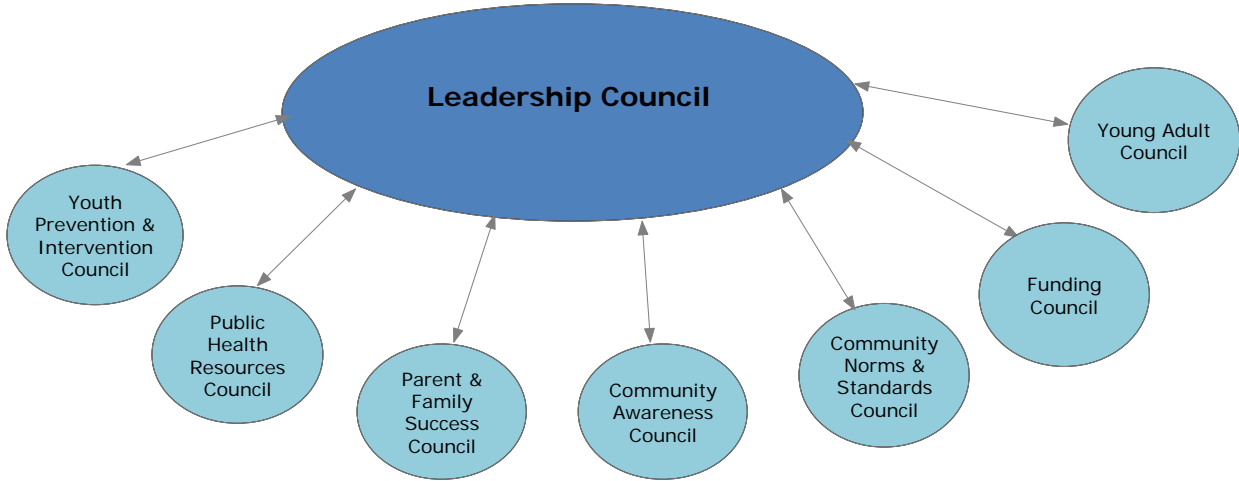 Leadership Council
Young Adult
Council
Youth
Prevention &
Intervention
Council
Funding
Council
Public
Health
Resources
Council
Community
Norms &
Standards
Council
Parent &
Family
Success
Council
Community
Awareness
Council